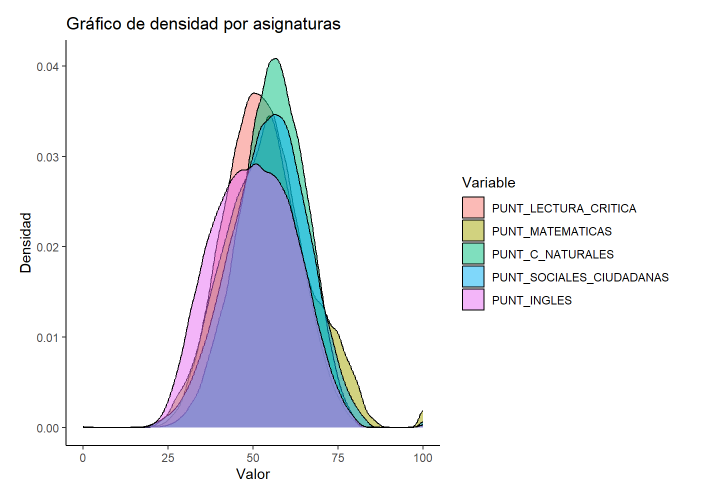 Gráfico de densidad por asignaturas
0.04
0.03
0.02
0.01
0.00
Densidad
0
25
50
75
100
Valor
Variable
PUNT_LECTURA_CRITICA
PUNT_MATEMATICAS
PUNT_C_NATURALES
PUNT_SOCIALES_CIUDADANAS
PUNT_INGLES